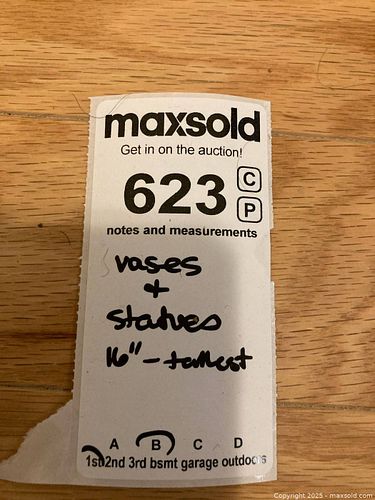 maxsold
Get in on the auction!
623 C
P
notes and measurements
vases
+
statues
16" - tallest
A B C D
1st 2nd 3rd bsmt garage outdoors
Copyright 2025 - maxsold.com